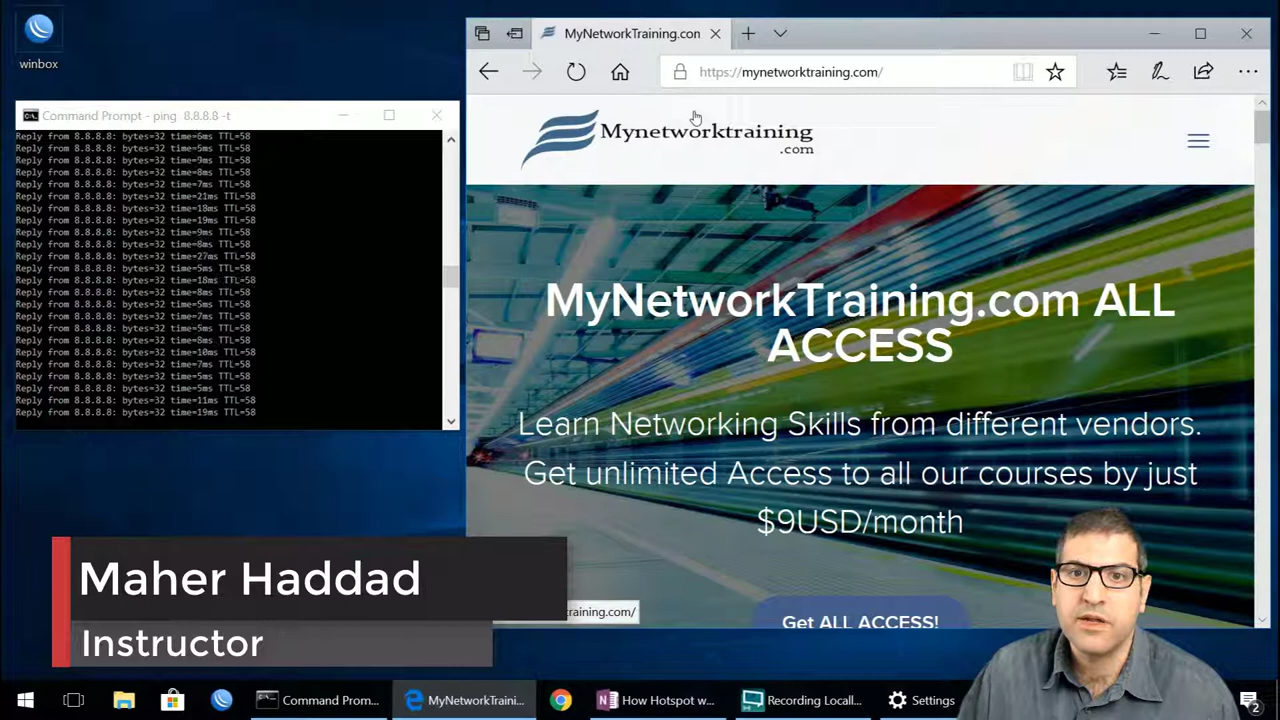 winbox
Command Prompt - ping 8.8.8.8 -t
Reply from 8.8.8.8: bytes=32 time=6ms TTL=58
Reply from 8.8.8.8: bytes=32 time=5ms TTL=58
Reply from 8.8.8.8: bytes=32 time=9ms TTL=58
Reply from 8.8.8.8: bytes=32 time=8ms TTL=58
Reply from 8.8.8.8: bytes=32 time=7ms TTL=58
Reply from 8.8.8.8: bytes=32 time=21ms TTL=58
Reply from 8.8.8.8: bytes=32 time=18ms TTL=58
Reply from 8.8.8.8: bytes=32 time=19ms TTL=58
Reply from 8.8.8.8: bytes=32 time=9ms TTL=58
Reply from 8.8.8.8: bytes=32 time=8ms TTL=58
Reply from 8.8.8.8: bytes=32 time=27ms TTL=58
Reply from 8.8.8.8: bytes=32 time=5ms TTL=58
Reply from 8.8.8.8: bytes=32 time=18ms TTL=58
Reply from 8.8.8.8: bytes=32 time=8ms TTL=58
Reply from 8.8.8.8: bytes=32 time=5ms TTL=58
Reply from 8.8.8.8: bytes=32 time=7ms TTL=58
Reply from 8.8.8.8: bytes=32 time=5ms TTL=58
Reply from 8.8.8.8: bytes=32 time=8ms TTL=58
Reply from 8.8.8.8: bytes=32 time=10ms TTL=58
Reply from 8.8.8.8: bytes=32 time=7ms TTL=58
Reply from 8.8.8.8: bytes=32 time=5ms TTL=58
Reply from 8.8.8.8: bytes=32 time=5ms TTL=58
Reply from 8.8.8.8: bytes=32 time=11ms TTL=58
Reply from 8.8.8.8: bytes=32 time=19ms TTL=58
MyNetworkTraining.con
https://mynetworktraining.com/
Mynetworktraining
.com
MyNetworkTraining.com ALL
ACCESS
Learn Networking Skills from different vendors.
Get unlimited Access to all our courses by just
$9USD/month
Get ALL ACCESS!
training.com/
Maher Haddad
Instructor
Command Prom...
MyNetworkTraini...
How Hotspot w...
Recording Locall...
Settings
2